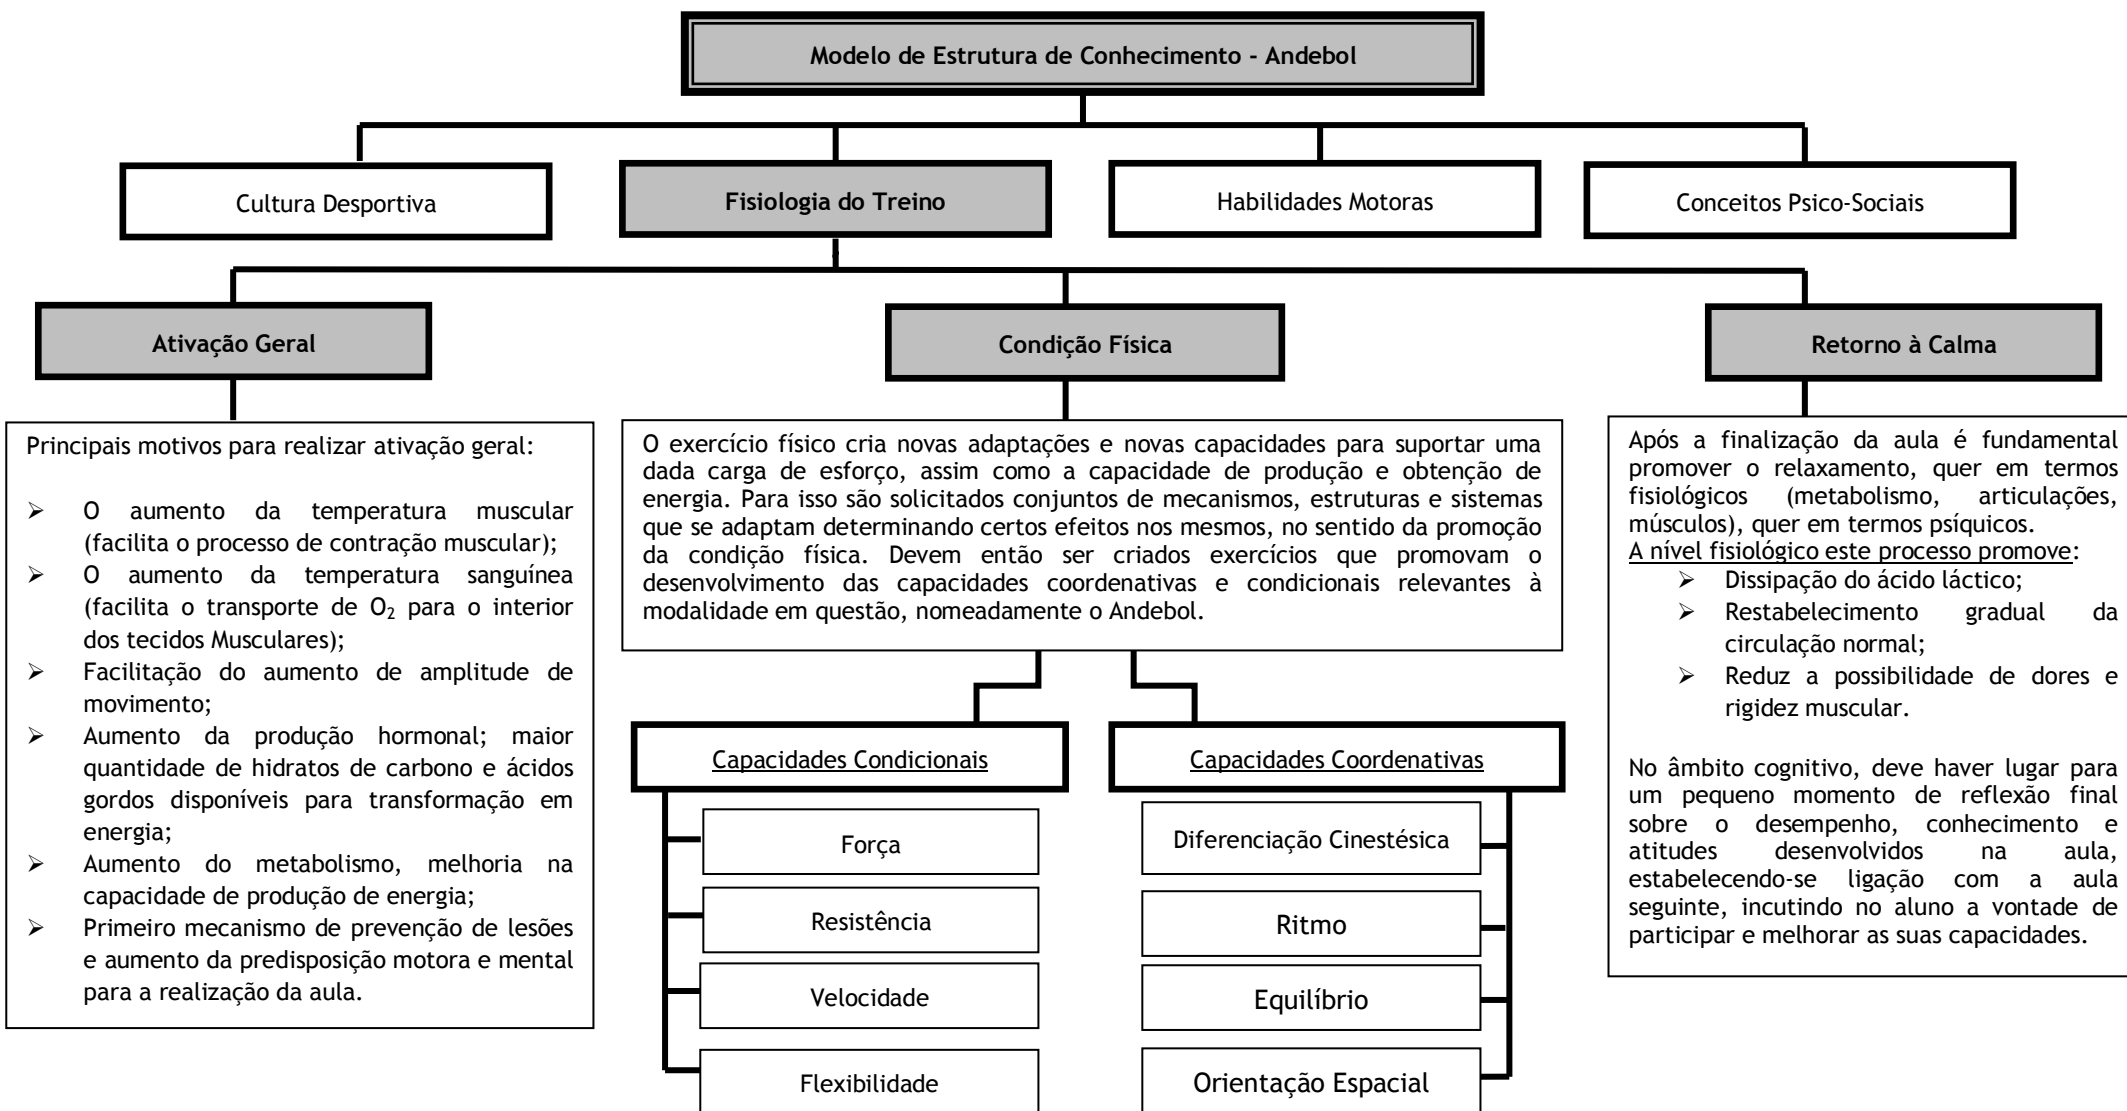 Modelo de Estrutura de Conhecimento - Andebol
Cultura Desportiva
Fisiologia do Treino
Habilidades Motoras
Conceitos Psico-Sociais
Ativação Geral
Condição Física
Retorno à Calma
Principais motivos para realizar ativação geral:
➢ O aumento da temperatura muscular
(facilita o processo de contração muscular);
➢ O aumento da temperatura sanguínea
(facilita o transporte de O₂ para o interior
dos tecidos Musculares);
➢ Facilitação do aumento de amplitude de
movimento;
➢ Aumento da produção hormonal; maior
quantidade de hidratos de carbono e ácidos
gordos disponíveis para transformação em
energia;
➢ Aumento do metabolismo, melhoria na
capacidade de produção de energia;
➢ Primeiro mecanismo de prevenção de lesões
e aumento da predisposição motora e mental
para a realização da aula.
O exercício físico cria novas adaptações e novas capacidades para suportar uma
dada carga de esforço, assim como a capacidade de produção e obtenção de
energia. Para isso são solicitados conjuntos de mecanismos, estruturas e sistemas
que se adaptam determinando certos efeitos nos mesmos, no sentido da promoção
da condição física. Devem então ser criados exercícios que promovam o
desenvolvimento das capacidades coordenativas e condicionais relevantes à
modalidade em questão, nomeadamente o Andebol.
Capacidades Condicionais
Força
Resistência
Velocidade
Flexibilidade
Capacidades Coordenativas
Diferenciação Cinestésica
Ritmo
Equilíbrio
Orientação Espacial
Após a finalização da aula é fundamental
promover o relaxamento, quer em termos
fisiológicos (metabolismo, articulações,
músculos), quer em termos psíquicos.
A nível fisiológico este processo promove:
➢ Dissipação do ácido láctico;
➢ Restabelecimento gradual da
circulação normal;
➢ Reduz a possibilidade de dores e
rigidez muscular.
No âmbito cognitivo, deve haver lugar para
um pequeno momento de reflexão final
sobre o desempenho, conhecimento e
atitudes desenvolvidos na aula,
estabelecendo-se ligação com a aula
seguinte, incutindo no aluno a vontade de
participar e melhorar as suas capacidades.